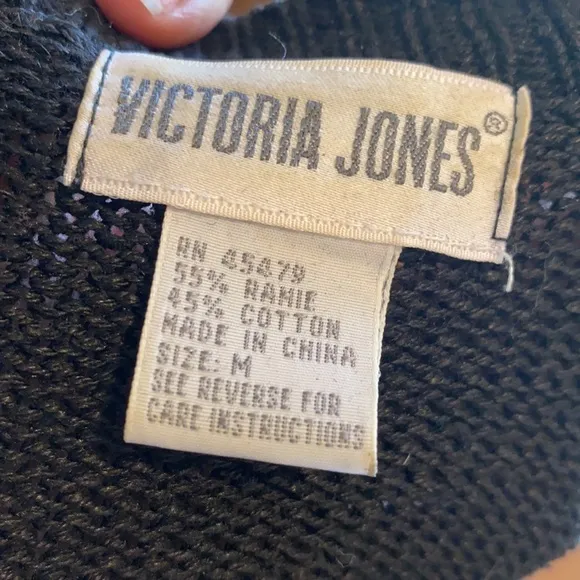 VICTORIA JONES®
RN 45479
55% RAMIE
45% COTTON
MADE IN CHINA
SIZE: M
SEE REVERSE FOR
CARE INSTRUCTIONS